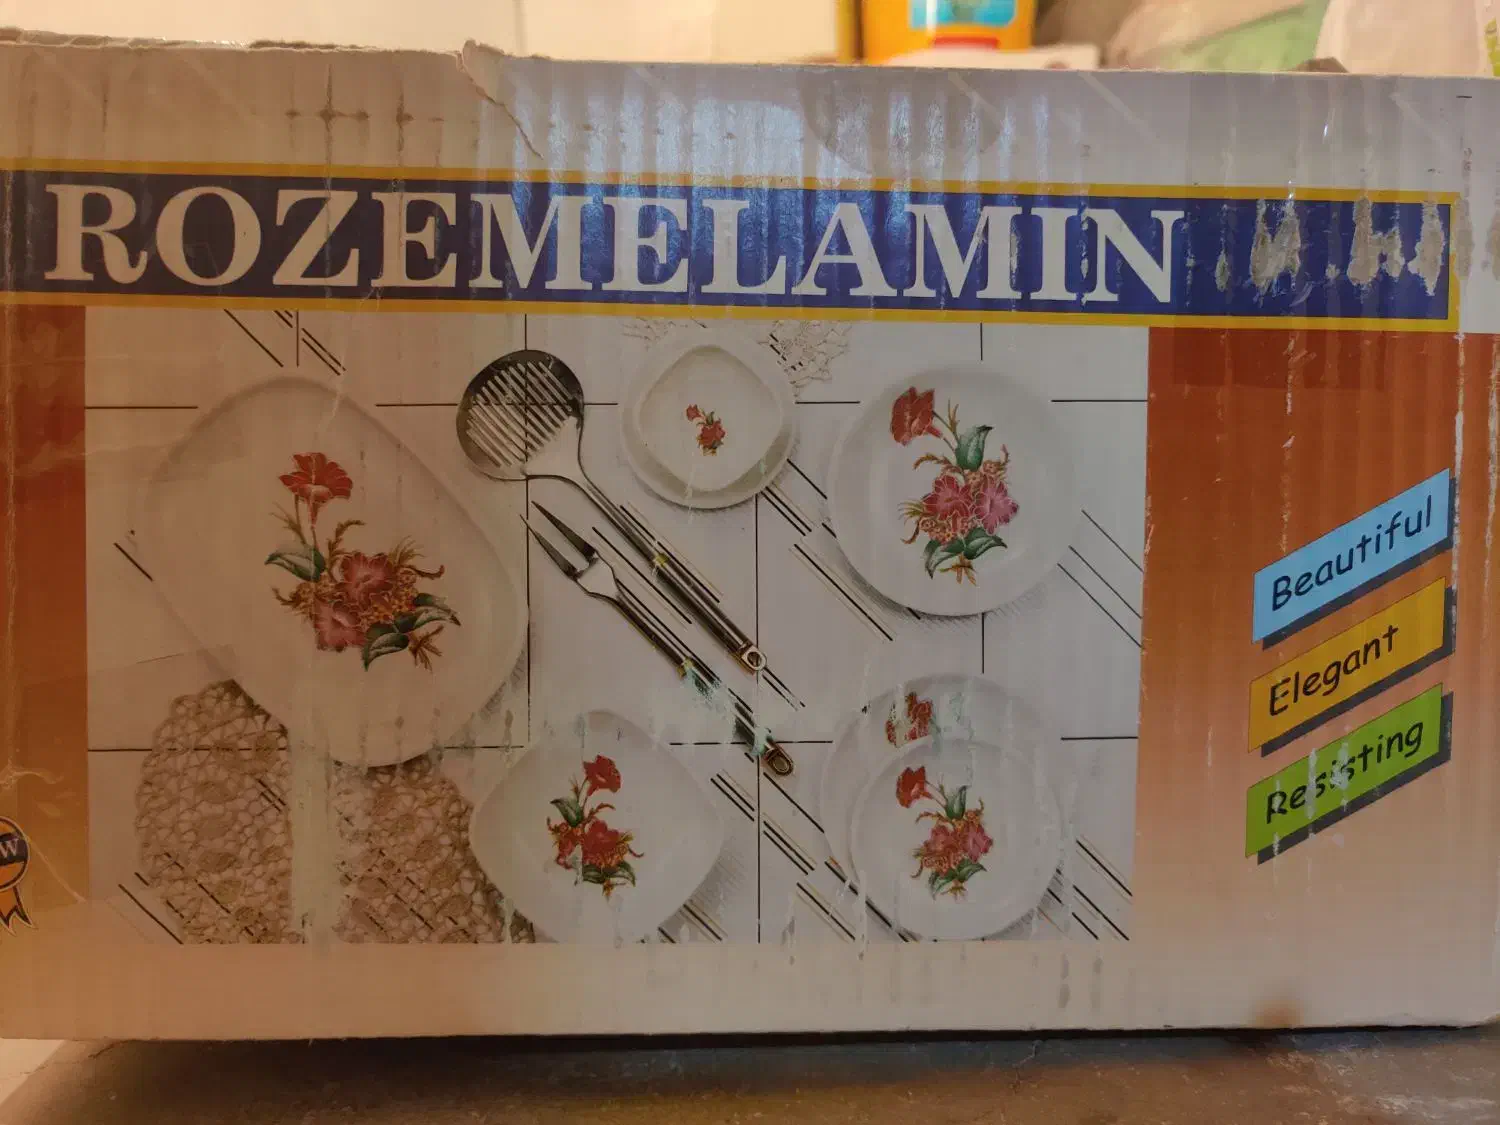 ROZEMELAMIN
Beautiful
Elegant
Resisting